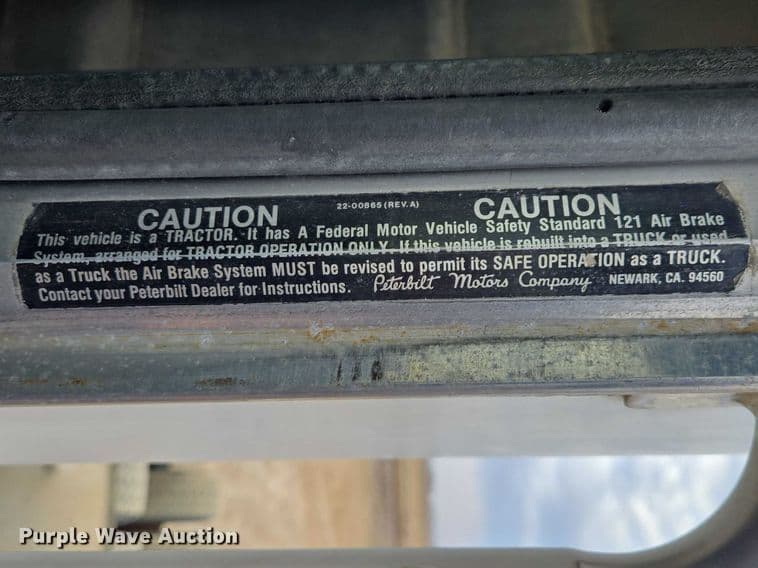 CAUTION 22-00865 (REV.A) CAUTION
This vehicle is a TRACTOR. It has A Federal Motor Vehicle Safety Standard 121 Air Brake
System, arranged for TRACTOR OPERATION ONLY. If this vehicle is rebuilt into a TRUCK or used
as a Truck the Air Brake System MUST be revised to permit its SAFE OPERATION as a TRUCK.
Contact your Peterbilt Dealer for Instructions. Peterbilt Motors Company NEWARK, CA. 94560
Purple Wave Auction